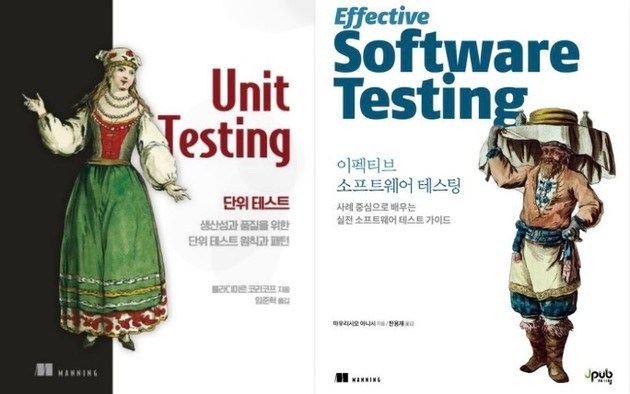 Unit
Testing
단위 테스트
생산성과 품질을 위한
단위 테스트 원칙과 패턴
블라디미르 코리코프 지음
임준혁 옮김
MANNING
Effective
Software
Testing
이펙티브
소프트웨어 테스팅
사례 중심으로 배우는
실전 소프트웨어 테스트 가이드
마우리시오 아니시 지음 / 한용재 옮김
MANNING
Jpub
제이펍